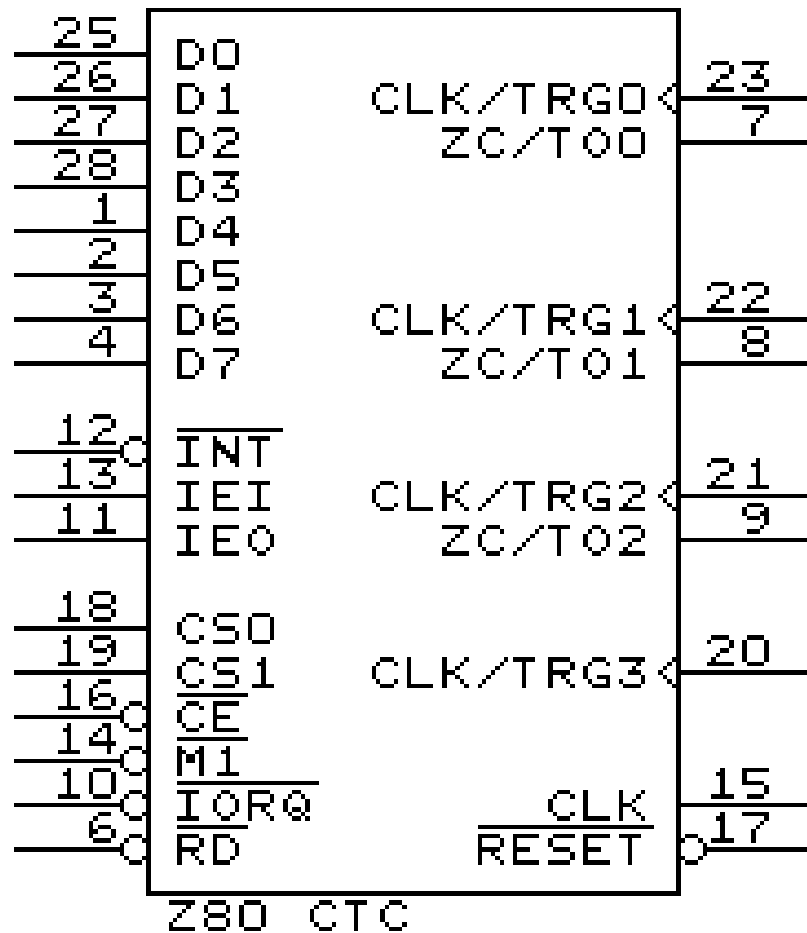 25 D0
26 D1 CLK/TRG0 23
27 D2 ZC/TO0 7
28 D3
1 D4
2 D5
3 D6 CLK/TRG1 22
4 D7 ZC/TO1 8
12 INT
13 IEI CLK/TRG2 21
11 IEO ZC/TO2 9
18 CS0
19 CS1 CLK/TRG3 20
16 CE
14 M1
10 IORQ CLK 15
6 RD RESET 17
Z80 CTC